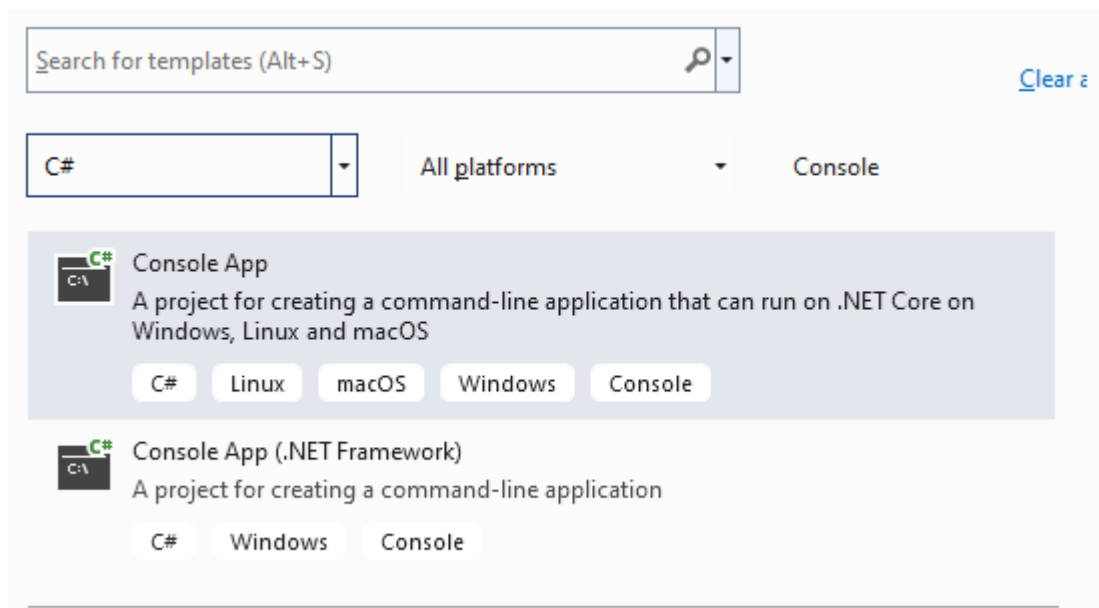 Search for templates (Alt+S)
Clear a
C#
All platforms
Console
C#
C:\
Console App
A project for creating a command-line application that can run on .NET Core on
Windows, Linux and macOS
C# Linux macOS Windows Console
C#
C:\
Console App (.NET Framework)
A project for creating a command-line application
C# Windows Console